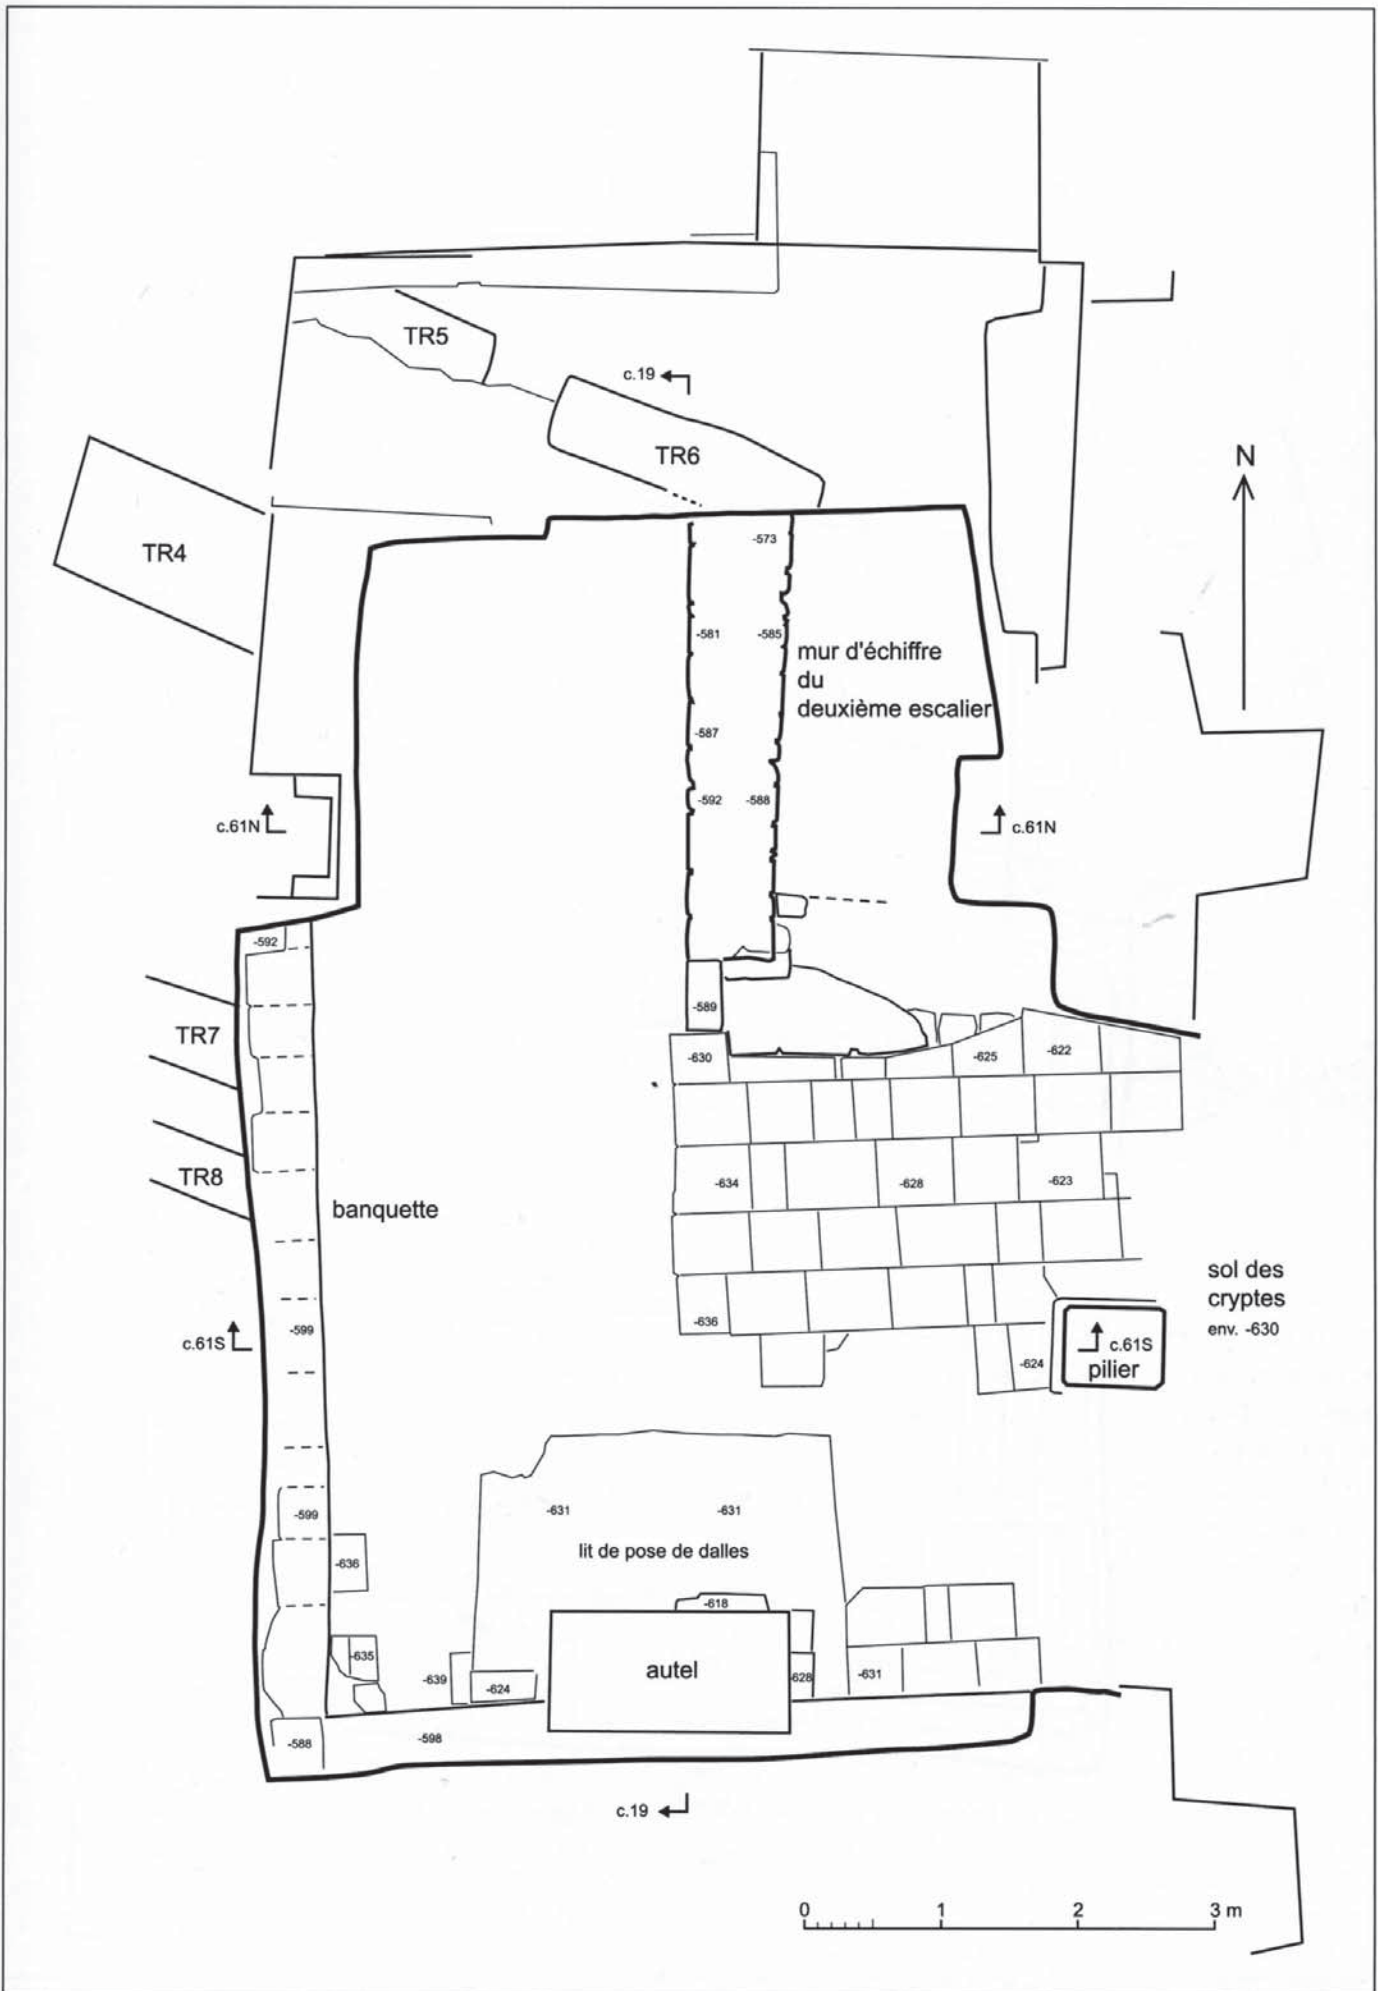 TR5
c.19
TR6
N
TR4
-573
-581
-585
mur d'échiffre
du
deuxième escalier
-587
-592
-588
c.61N
c.61N
-592
-589
TR7
-630
-625
-622
TR8
-634
-628
-623
banquette
sol des
cryptes
env. -630
c.61S
-599
-636
c.61S
-624
pilier
-631
-631
-599
lit de pose de dalles
-636
-618
-635
autel
-639
-624
-628
-631
-588
-598
c.19
0
1
2
3 m